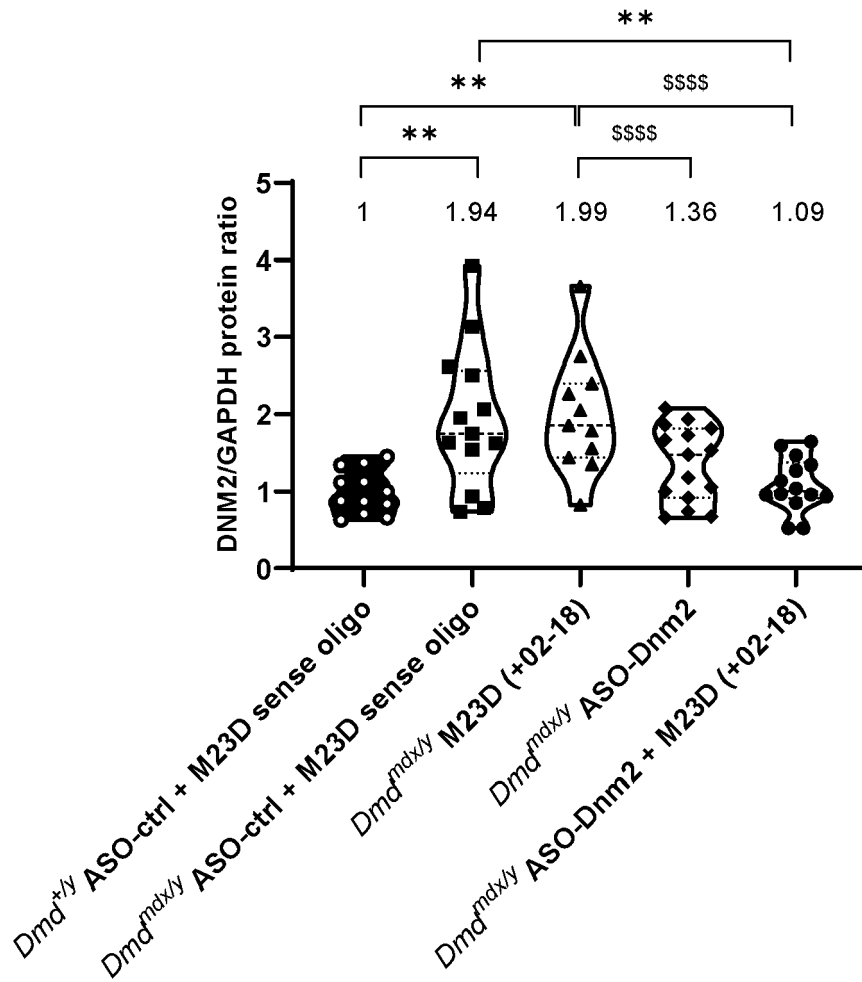 **
** $$$$
** $$$$
5
1 1.94 1.99 1.36 1.09
4
3
2
1
0
DNM2/GAPDH protein ratio
Dmd+/y ASO-ctrl + M23D sense oligo
Dmdmdx/y ASO-ctrl + M23D sense oligo
Dmdmdx/y M23D (+02-18)
Dmdmdx/y ASO-Dnm2
Dmdmdx/y ASO-Dnm2 + M23D (+02-18)